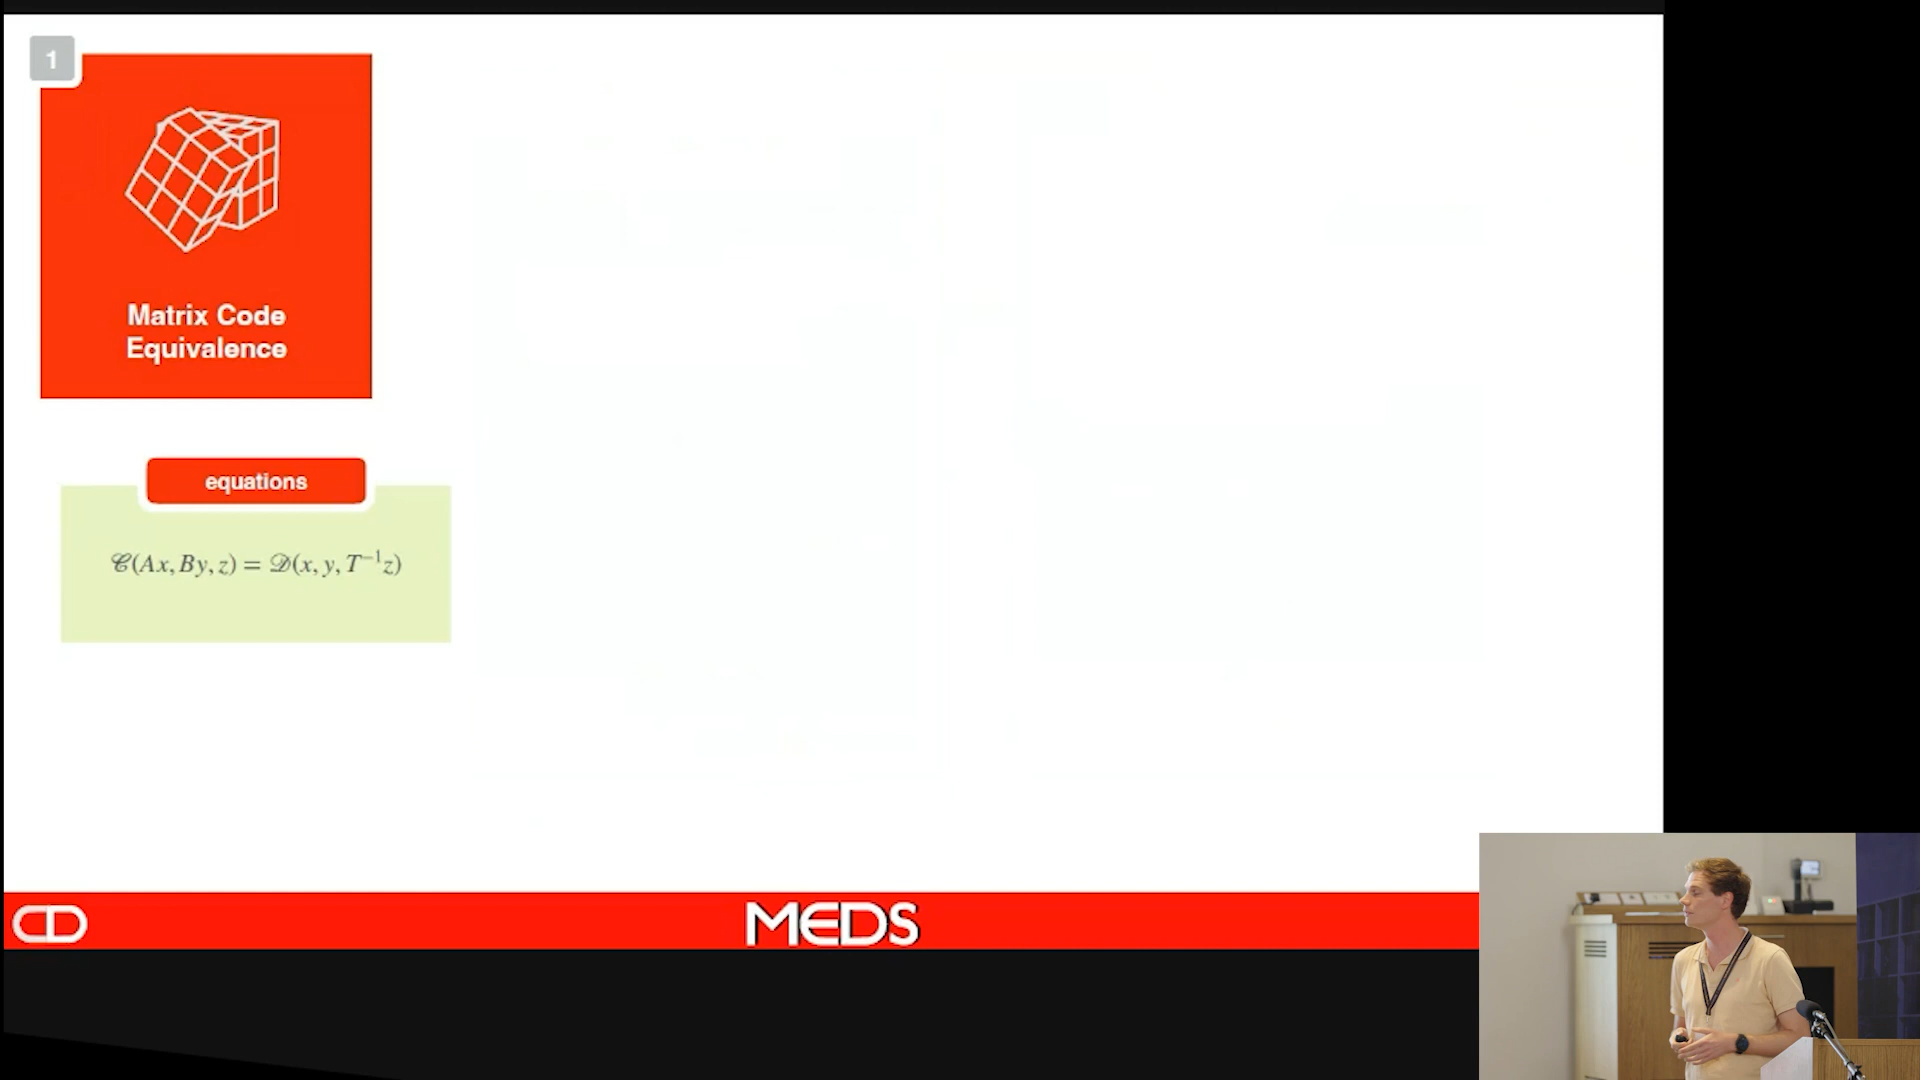 1
Matrix Code
Equivalence
equations
𝒞(Ax, By, z) = 𝒟(x, y, T⁻¹z)
MEDS